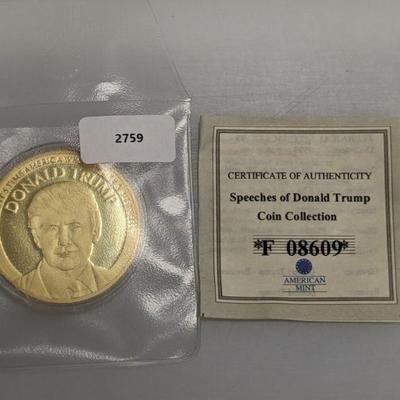 2759
DONALD TRUMP
CERTIFICATE OF AUTHENTICITY
Speeches of Donald Trump
Coin Collection
*F 08609*
AMERICAN
MINT